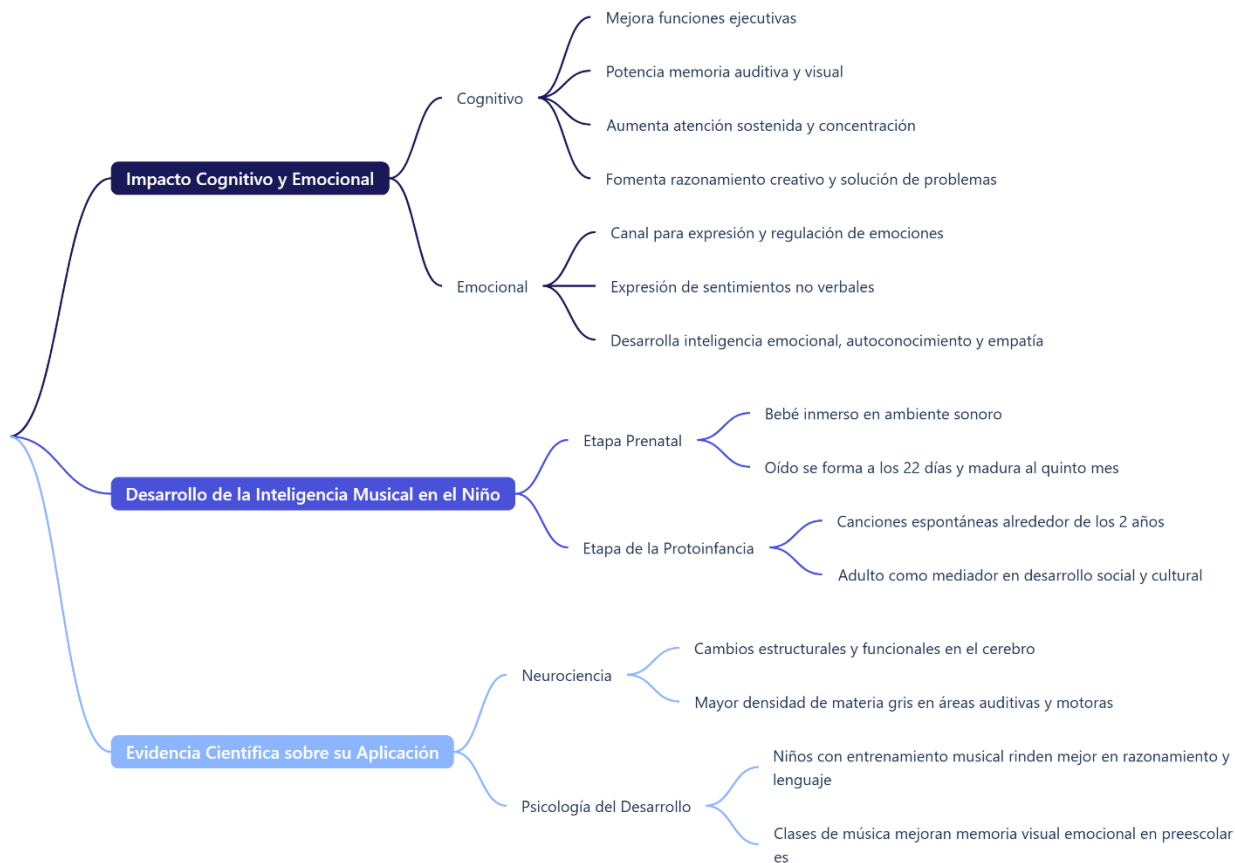 Impacto Cognitivo y Emocional
Cognitivo
Mejora funciones ejecutivas
Potencia memoria auditiva y visual
Aumenta atención sostenida y concentración
Fomenta razonamiento creativo y solución de problemas
Emocional
Canal para expresión y regulación de emociones
Expresión de sentimientos no verbales
Desarrolla inteligencia emocional, autoconocimiento y empatía
Desarrollo de la Inteligencia Musical en el Niño
Etapa Prenatal
Bebé inmerso en ambiente sonoro
Oído se forma a los 22 días y madura al quinto mes
Etapa de la Protoinfancia
Canciones espontáneas alrededor de los 2 años
Adulto como mediador en desarrollo social y cultural
Evidencia Científica sobre su Aplicación
Neurociencia
Cambios estructurales y funcionales en el cerebro
Mayor densidad de materia gris en áreas auditivas y motoras
Psicología del Desarrollo
Niños con entrenamiento musical rinden mejor en razonamiento y
lenguaje
Clases de música mejoran memoria visual emocional en preescolar
es